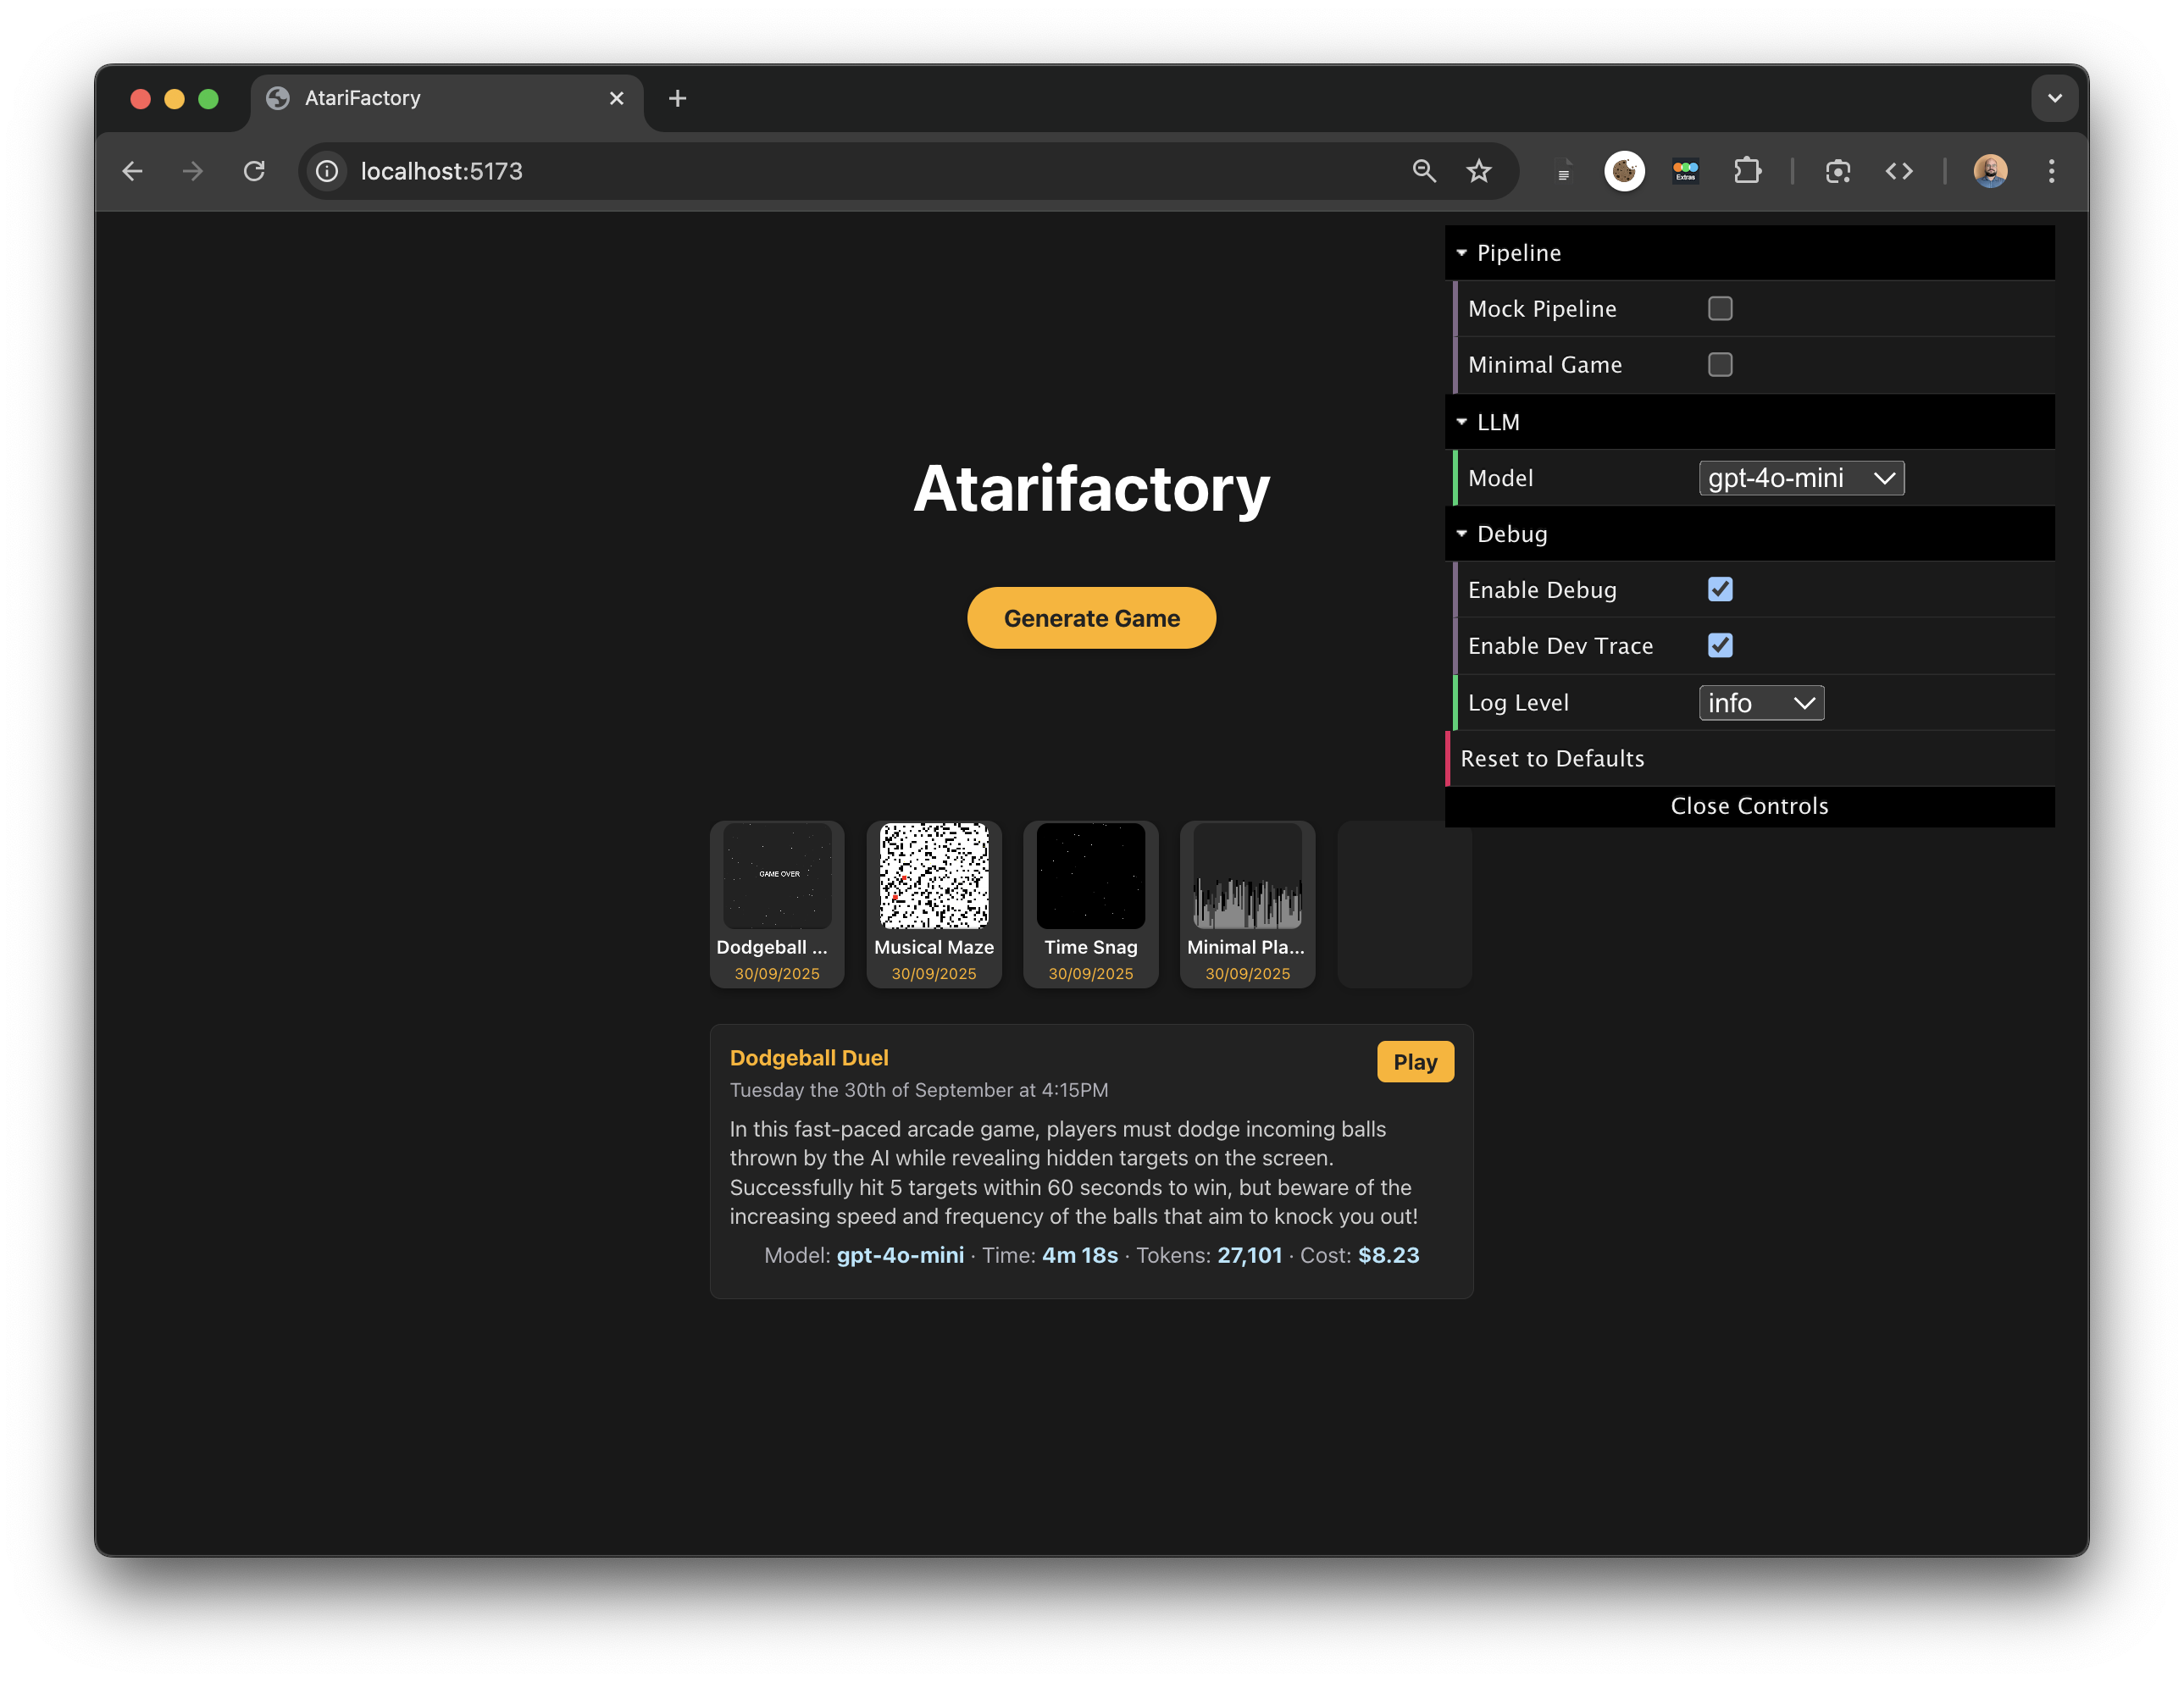 AtariFactory
localhost:5173
Extras
Pipeline
Mock Pipeline
Minimal Game
LLM
Model gpt-4o-mini
Debug
Enable Debug
Enable Dev Trace
Log Level info
Reset to Defaults
Close Controls
Atarifactory
Generate Game
GAME OVER
Dodgeball ... Musical Maze Time Snag Minimal Pla...
30/09/2025 30/09/2025 30/09/2025 30/09/2025
Dodgeball Duel Play
Tuesday the 30th of September at 4:15PM
In this fast-paced arcade game, players must dodge incoming balls
thrown by the AI while revealing hidden targets on the screen.
Successfully hit 5 targets within 60 seconds to win, but beware of the
increasing speed and frequency of the balls that aim to knock you out!
Model: gpt-4o-mini · Time: 4m 18s · Tokens: 27,101 · Cost: $8.23